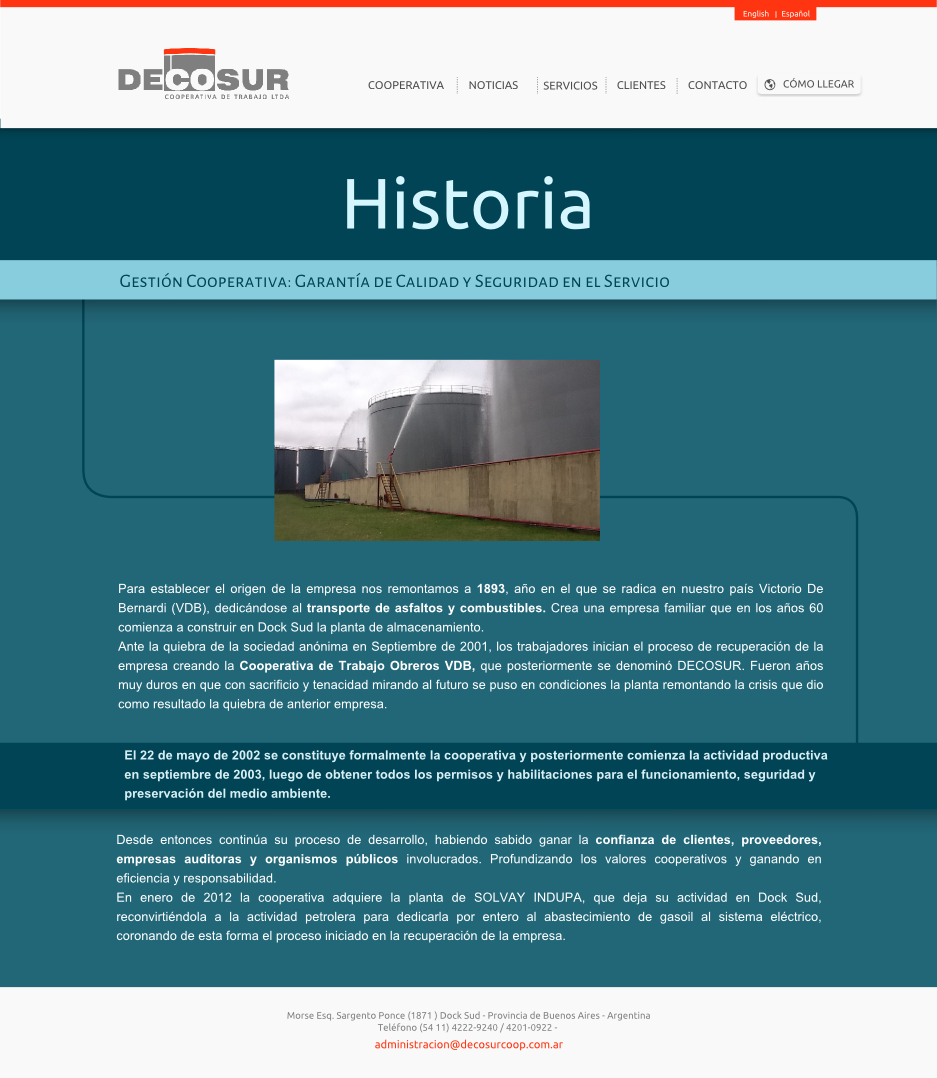 English | Español
DECOSUR
COOPERATIVA DE TRABAJO LTDA
COOPERATIVA
NOTICIAS
SERVICIOS
CLIENTES
CONTACTO
CÓMO LLEGAR
Historia
Gestión Cooperativa: Garantía de Calidad y Seguridad en el Servicio
Para establecer el origen de la empresa nos remontamos a 1893, año en el que se radica en nuestro país Victorio De
Bernardi (VDB), dedicándose al transporte de asfaltos y combustibles. Crea una empresa familiar que en los años 60
comienza a construir en Dock Sud la planta de almacenamiento.
Ante la quiebra de la sociedad anónima en Septiembre de 2001, los trabajadores inician el proceso de recuperación de la
empresa creando la Cooperativa de Trabajo Obreros VDB, que posteriormente se denominó DECOSUR. Fueron años
muy duros en que con sacrificio y tenacidad mirando al futuro se puso en condiciones la planta remontando la crisis que dio
como resultado la quiebra de anterior empresa.
El 22 de mayo de 2002 se constituye formalmente la cooperativa y posteriormente comienza la actividad productiva
en septiembre de 2003, luego de obtener todos los permisos y habilitaciones para el funcionamiento, seguridad y
preservación del medio ambiente.
Desde entonces continúa su proceso de desarrollo, habiendo sabido ganar la confianza de clientes, proveedores,
empresas auditoras y organismos públicos involucrados. Profundizando los valores cooperativos y ganando en
eficiencia y responsabilidad.
En enero de 2012 la cooperativa adquiere la planta de SOLVAY INDUPA, que deja su actividad en Dock Sud,
reconvirtiéndola a la actividad petrolera para dedicarla por entero al abastecimiento de gasoil al sistema eléctrico,
coronando de esta forma el proceso iniciado en la recuperación de la empresa.
Morse Esq. Sargento Ponce (1871 ) Dock Sud - Provincia de Buenos Aires - Argentina
Teléfono (54 11) 4222-9240 / 4201-0922 -
administracion@decosurcoop.com.ar